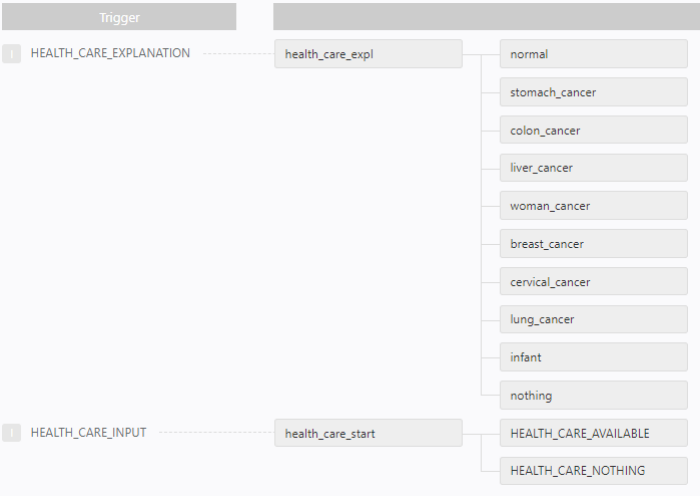 Trigger
HEALTH_CARE_EXPLANATION
health_care_expl
normal
stomach_cancer
colon_cancer
liver_cancer
woman_cancer
breast_cancer
cervical_cancer
lung_cancer
infant
nothing
HEALTH_CARE_INPUT
health_care_start
HEALTH_CARE_AVAILABLE
HEALTH_CARE_NOTHING